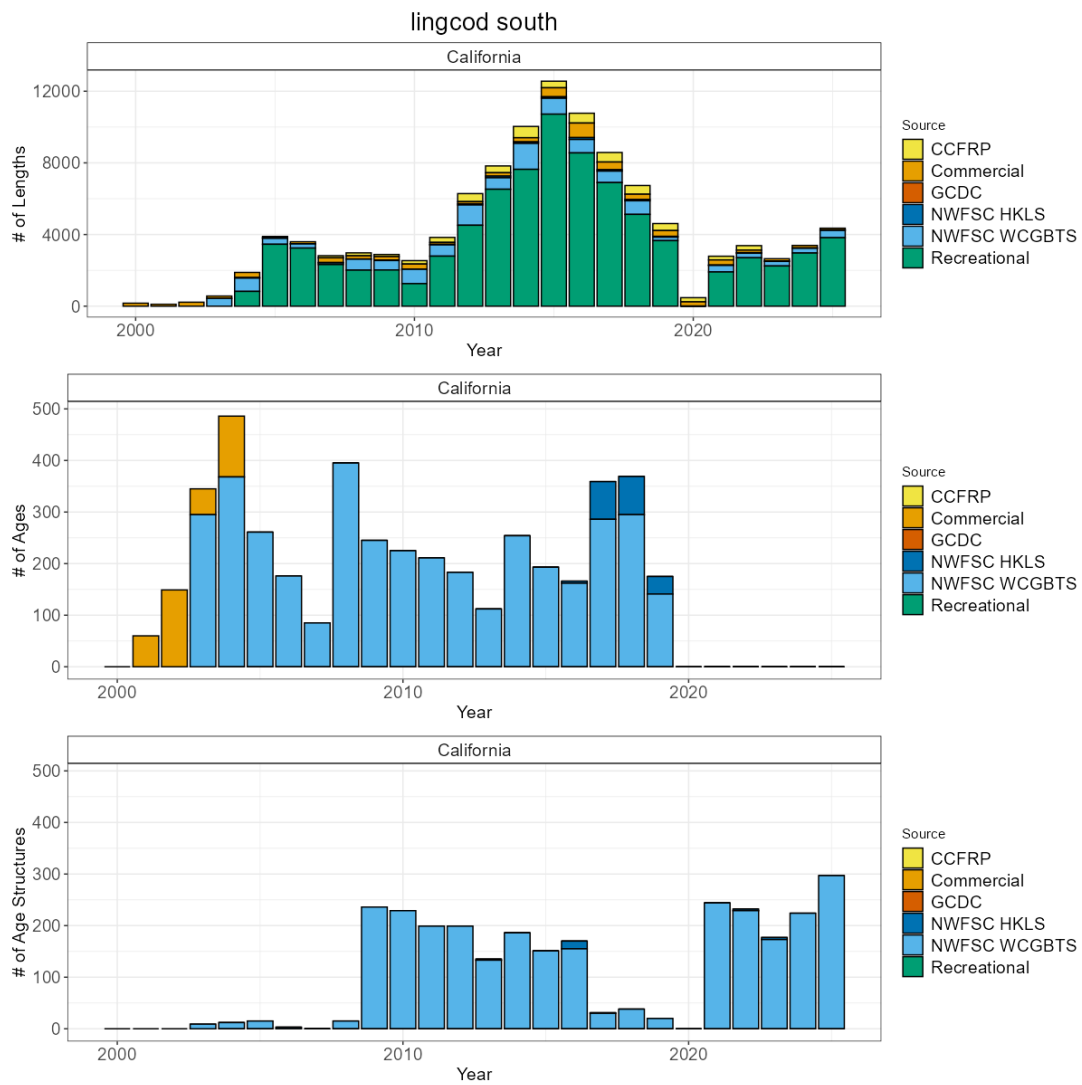 lingcod south
California
12000
8000
4000
0
# of Lengths
2000
2010
2020
Year
Source
CCFRP
Commercial
GCDC
NWFSC HKLS
NWFSC WCGBTS
Recreational
California
500
400
300
200
100
0
# of Ages
2000
2010
2020
Year
Source
CCFRP
Commercial
GCDC
NWFSC HKLS
NWFSC WCGBTS
Recreational
California
500
400
300
200
100
0
# of Age Structures
2000
2010
2020
Year
Source
CCFRP
Commercial
GCDC
NWFSC HKLS
NWFSC WCGBTS
Recreational